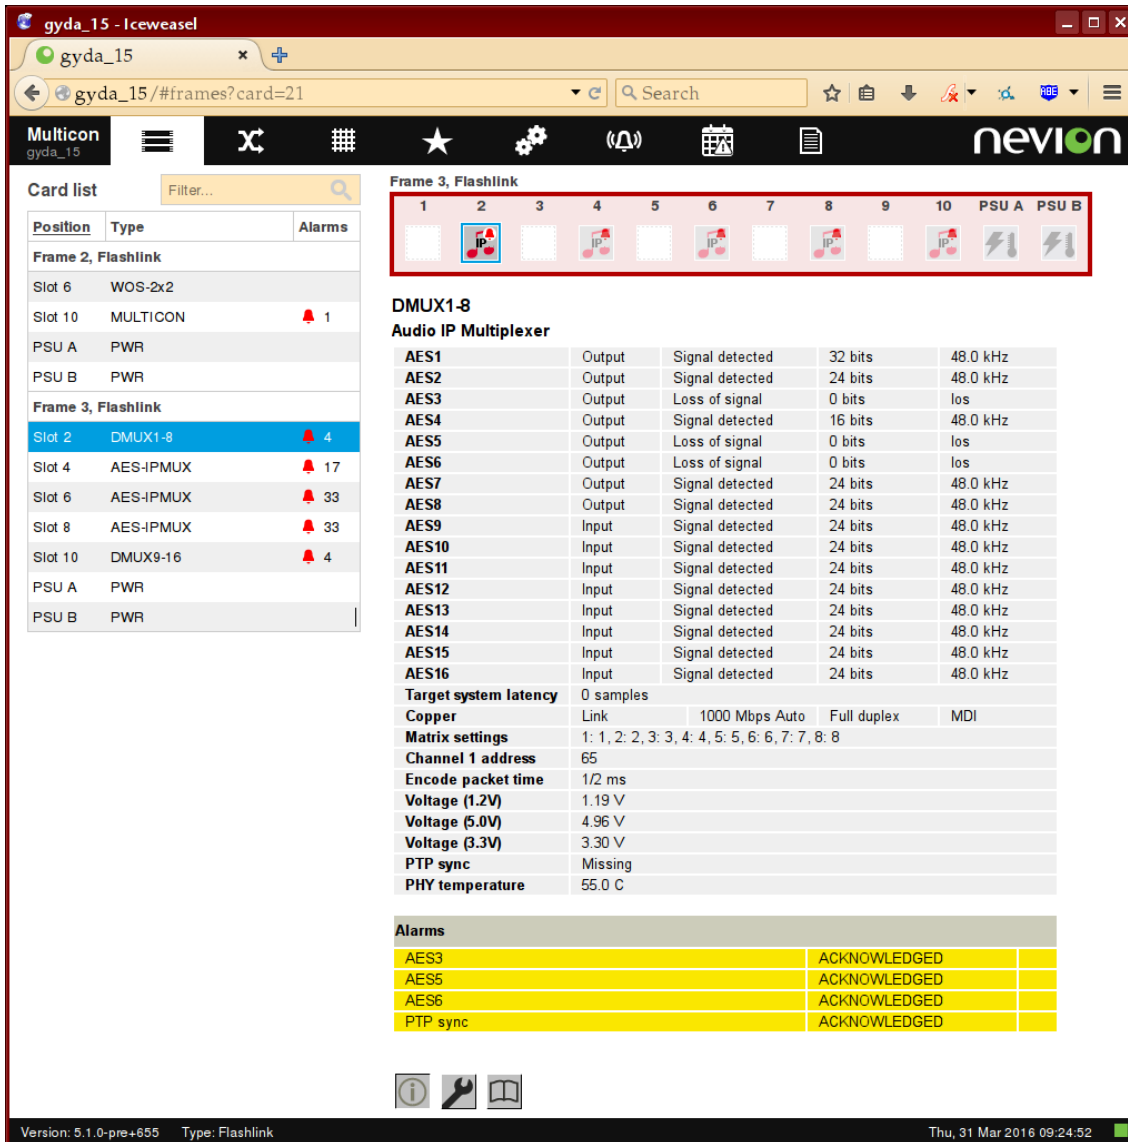 gyda_15 - Iceweasel
gyda_15
gyda_15/#frames?card=21 Search ABE
Multicon
gyda_15
nevion
Card list Filter...
Position Type Alarms
Frame 2, Flashlink
Slot 6 WOS-2x2
Slot 10 MULTICON 1
PSU A PWR
PSU B PWR
Frame 3, Flashlink
Slot 2 DMUX1-8 4
Slot 4 AES-IPMUX 17
Slot 6 AES-IPMUX 33
Slot 8 AES-IPMUX 33
Slot 10 DMUX9-16 4
PSU A PWR
PSU B PWR
Frame 3, Flashlink
1 2 3 4 5 6 7 8 9 10 PSU A PSU B
IP IP IP IP IP
DMUX1-8
Audio IP Multiplexer
AES1 Output Signal detected 32 bits 48.0 kHz
AES2 Output Signal detected 24 bits 48.0 kHz
AES3 Output Loss of signal 0 bits los
AES4 Output Signal detected 16 bits 48.0 kHz
AES5 Output Loss of signal 0 bits los
AES6 Output Loss of signal 0 bits los
AES7 Output Signal detected 24 bits 48.0 kHz
AES8 Output Signal detected 24 bits 48.0 kHz
AES9 Input Signal detected 24 bits 48.0 kHz
AES10 Input Signal detected 24 bits 48.0 kHz
AES11 Input Signal detected 24 bits 48.0 kHz
AES12 Input Signal detected 24 bits 48.0 kHz
AES13 Input Signal detected 24 bits 48.0 kHz
AES14 Input Signal detected 24 bits 48.0 kHz
AES15 Input Signal detected 24 bits 48.0 kHz
AES16 Input Signal detected 24 bits 48.0 kHz
Target system latency 0 samples
Copper Link 1000 Mbps Auto Full duplex MDI
Matrix settings 1: 1, 2: 2, 3: 3, 4: 4, 5: 5, 6: 6, 7: 7, 8: 8
Channel 1 address 65
Encode packet time 1/2 ms
Voltage (1.2V) 1.19 V
Voltage (5.0V) 4.96 V
Voltage (3.3V) 3.30 V
PTP sync Missing
PHY temperature 55.0 C
Alarms
AES3 ACKNOWLEDGED
AES5 ACKNOWLEDGED
AES6 ACKNOWLEDGED
PTP sync ACKNOWLEDGED
Version: 5.1.0-pre+655 Type: Flashlink Thu, 31 Mar 2016 09:24:52